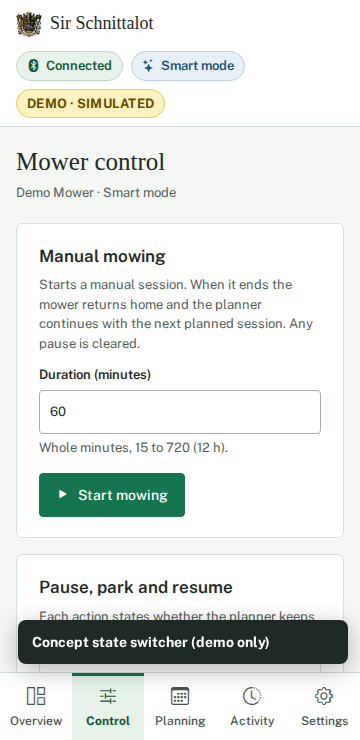 Sir Schnittalot
Connected
Smart mode
DEMO · SIMULATED
Mower control
Demo Mower · Smart mode
Manual mowing
Starts a manual session. When it ends the
mower returns home and the planner
continues with the next planned session. Any
pause is cleared.
Duration (minutes)
60
Whole minutes, 15 to 720 (12 h).
Start mowing
Pause, park and resume
Each action states whether the planner keeps
Concept state switcher (demo only)
Overview
Control
Planning
Activity
Settings